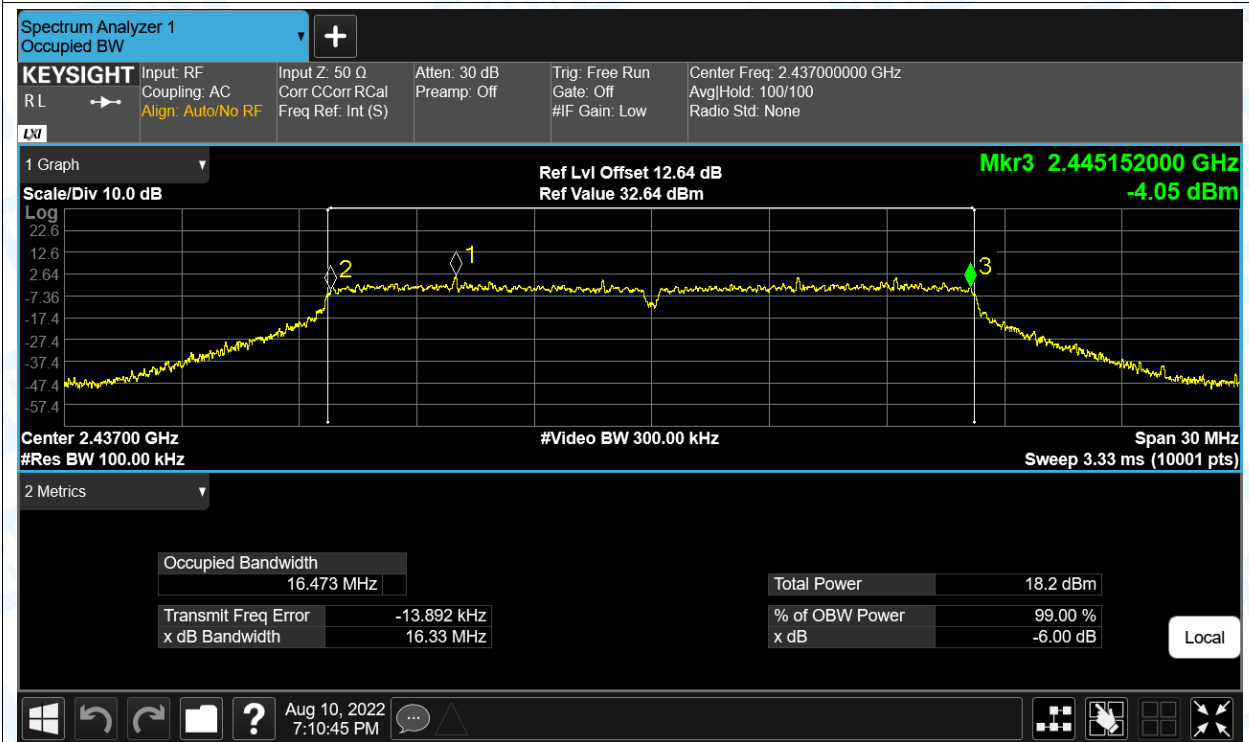 Spectrum Analyzer 1
Occupied BW
KEYSIGHT
R L
LXI
Input: RF
Coupling: AC
Align: Auto/No RF
Input Z: 50 Ω
Corr CCorr RCal
Freq Ref: Int (S)
Atten: 30 dB
Preamp: Off
Trig: Free Run
Gate: Off
#IF Gain: Low
Center Freq: 2.437000000 GHz
Avg|Hold: 100/100
Radio Std: None
1 Graph
Scale/Div 10.0 dB
Ref Lvl Offset 12.64 dB
Ref Value 32.64 dBm
Mkr3 2.445152000 GHz
-4.05 dBm
Log
22.6
12.6
2.64
-7.36
-17.4
-27.4
-37.4
-47.4
-57.4
2
1
3
Center 2.43700 GHz
#Video BW 300.00 kHz
Span 30 MHz
#Res BW 100.00 kHz
Sweep 3.33 ms (10001 pts)
2 Metrics
Occupied Bandwidth
16.473 MHz
Transmit Freq Error -13.892 kHz
x dB Bandwidth 16.33 MHz
Total Power 18.2 dBm
% of OBW Power 99.00 %
x dB -6.00 dB
Local
?
Aug 10, 2022
7:10:45 PM